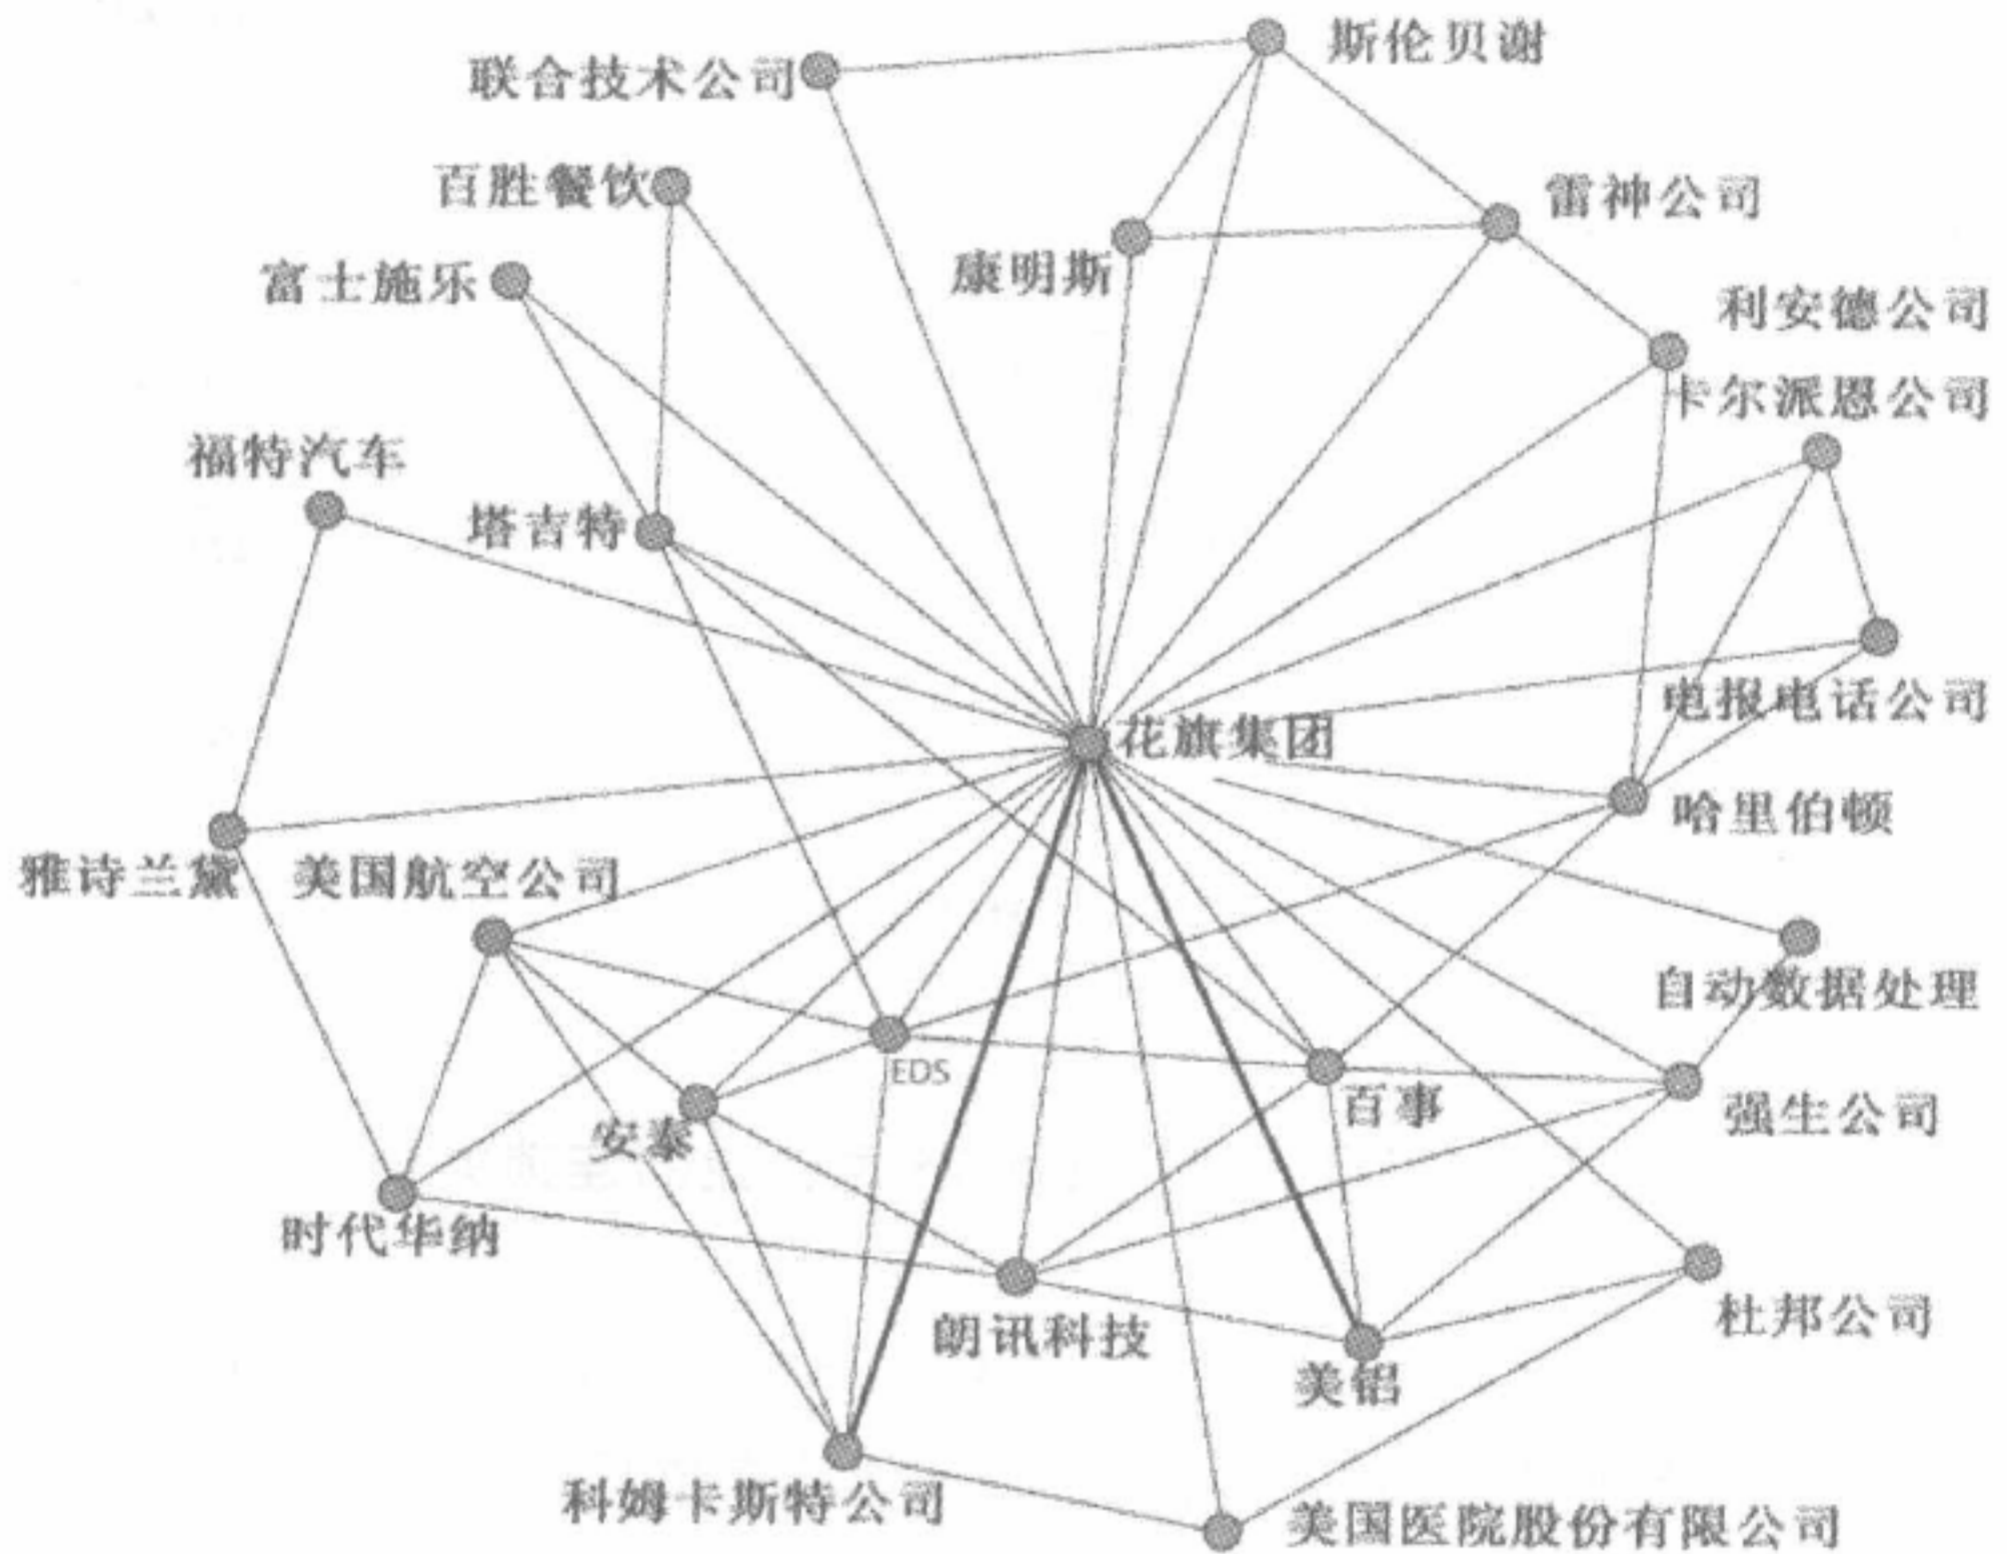 斯伦贝谢
联合技术公司
百胜餐饮
雷神公司
康明斯
富士施乐
利安德公司
卡尔派恩公司
福特汽车
塔吉特
电报电话公司
花旗集团
哈里伯顿
雅诗兰黛
美国航空公司
自动数据处理
EDS
百事
强生公司
安泰
时代华纳
杜邦公司
朗讯科技
美铝
科姆卡斯特公司
美国医院股份有限公司